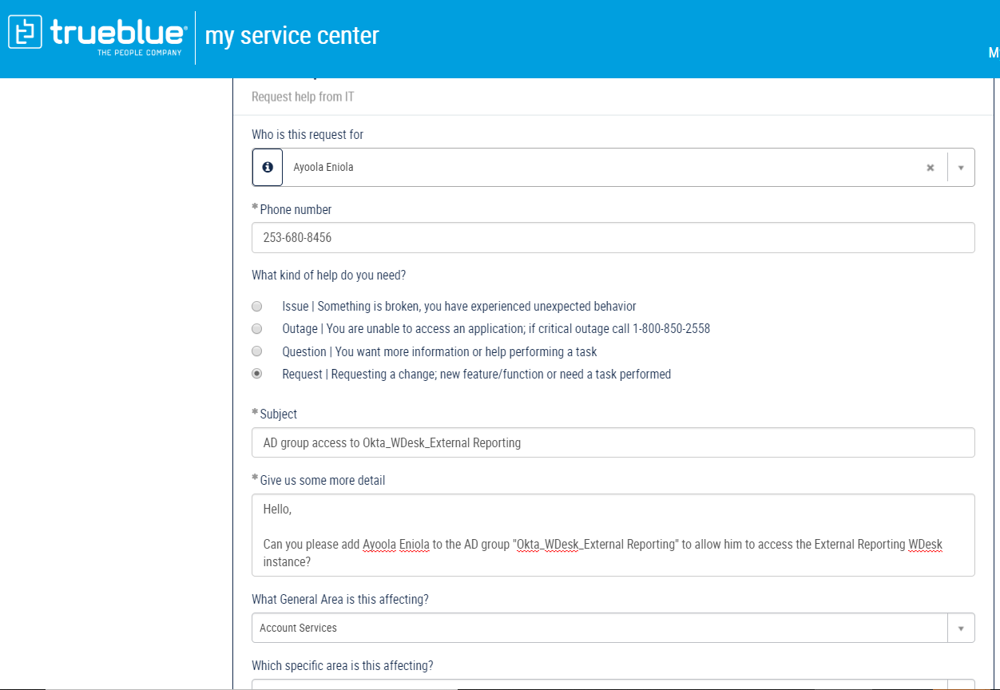 trueblue
THE PEOPLE COMPANY
my service center
Request help from IT
Who is this request for
Ayoola Eniola
* Phone number
253-680-8456
What kind of help do you need?
Issue | Something is broken, you have experienced unexpected behavior
Outage | You are unable to access an application; if critical outage call 1-800-850-2558
Question | You want more information or help performing a task
Request | Requesting a change; new feature/function or need a task performed
* Subject
AD group access to Okta_WDesk_External Reporting
* Give us some more detail
Hello,
Can you please add Ayoola Eniola to the AD group "Okta_WDesk_External Reporting" to allow him to access the External Reporting WDesk
instance?
What General Area is this affecting?
Account Services
Which specific area is this affecting?